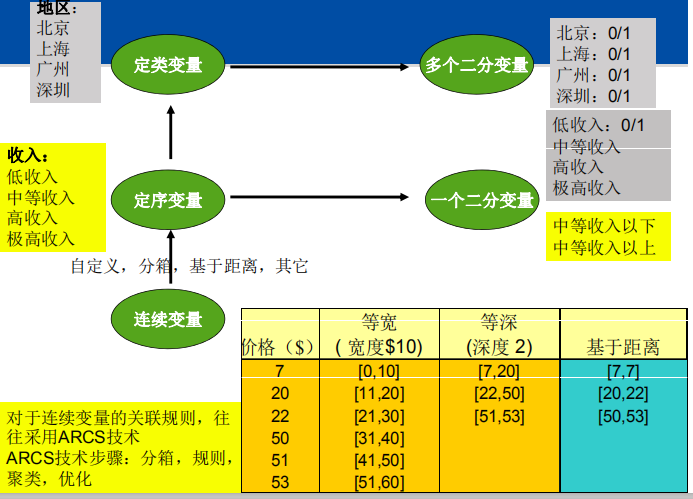 地区：
北京
上海
广州
深圳
定类变量
多个二分变量
北京：0/1
上海：0/1
广州：0/1
深圳：0/1
低收入：0/1
中等收入
高收入
极高收入
收入：
低收入
中等收入
高收入
极高收入
定序变量
一个二分变量
中等收入以下
中等收入以上
自定义，分箱，基于距离，其它
连续变量
价格（$） 等宽 (宽度$10) 等深 (深度 2) 基于距离
7 [0,10] [7,20] [7,7]
20 [11,20] [22,50] [20,22]
22 [21,30] [51,53] [50,53]
50 [31,40]
51 [41,50]
53 [51,60]
对于连续变量的关联规则，往
往采用ARCS技术
ARCS技术步骤：分箱，规则，
聚类，优化